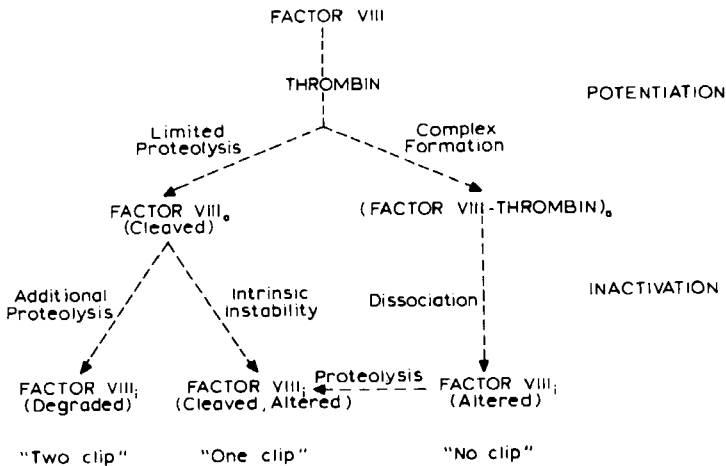 FACTOR VIII
THROMBIN
POTENTIATION
Limited
Proteolysis
Complex
Formation
FACTOR VIIIa
(Cleaved)
(FACTOR VIII-THROMBIN)a
Additional
Proteolysis
Intrinsic
Instability
Dissociation
INACTIVATION
FACTOR VIIIi
(Degraded)
FACTOR VIIIi
(Cleaved, Altered)
Proteolysis
FACTOR VIIIi
(Altered)
"Two clip"
"One clip"
"No clip"